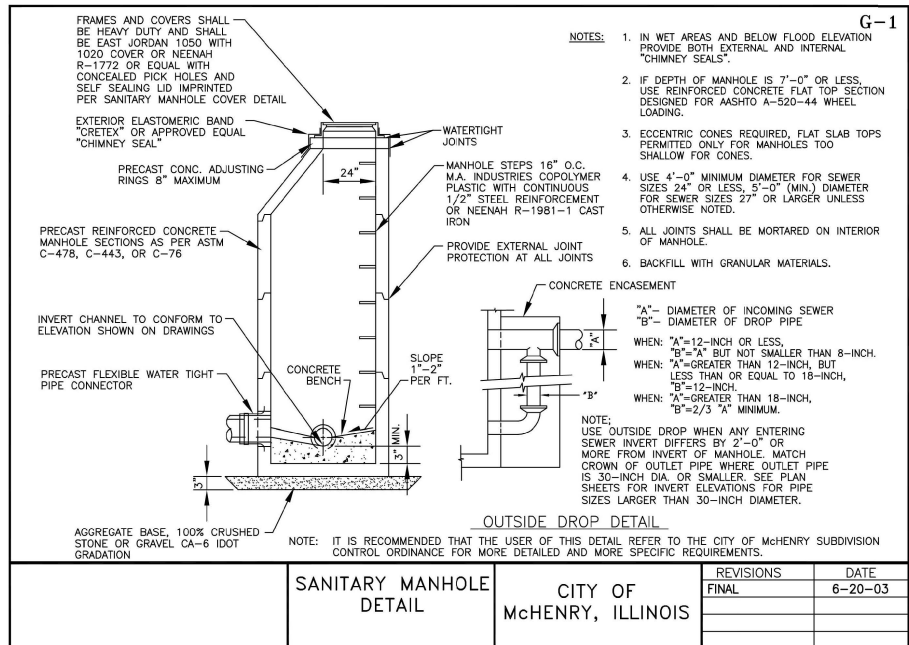 G-1
FRAMES AND COVERS SHALL
BE HEAVY DUTY AND SHALL
BE EAST JORDAN 1050 WITH
1020 COVER OR NEENAH
R-1772 OR EQUAL WITH
CONCEALED PICK HOLES AND
SELF SEALING LID IMPRINTED
PER SANITARY MANHOLE COVER DETAIL
EXTERIOR ELASTOMERIC BAND
"CRETEX" OR APPROVED EQUAL
"CHIMNEY SEAL"
PRECAST CONC. ADJUSTING
RINGS 8" MAXIMUM
PRECAST REINFORCED CONCRETE
MANHOLE SECTIONS AS PER ASTM
C-478, C-443, OR C-76
INVERT CHANNEL TO CONFORM TO
ELEVATION SHOWN ON DRAWINGS
PRECAST FLEXIBLE WATER TIGHT
PIPE CONNECTOR
3"
AGGREGATE BASE, 100% CRUSHED
STONE OR GRAVEL CA-6 IDOT
GRADATION
24"
CONCRETE
BENCH
SLOPE
1"-2"
PER FT.
3" MIN.
WATERTIGHT
JOINTS
MANHOLE STEPS 16" O.C.
M.A. INDUSTRIES COPOLYMER
PLASTIC WITH CONTINUOUS
1/2" STEEL REINFORCEMENT
OR NEENAH R-1981-1 CAST
IRON
PROVIDE EXTERNAL JOINT
PROTECTION AT ALL JOINTS
NOTES:
1. IN WET AREAS AND BELOW FLOOD ELEVATION
PROVIDE BOTH EXTERNAL AND INTERNAL
"CHIMNEY SEALS".
2. IF DEPTH OF MANHOLE IS 7'-0" OR LESS,
USE REINFORCED CONCRETE FLAT TOP SECTION
DESIGNED FOR AASHTO A-520-44 WHEEL
LOADING.
3. ECCENTRIC CONES REQUIRED, FLAT SLAB TOPS
PERMITTED ONLY FOR MANHOLES TOO
SHALLOW FOR CONES.
4. USE 4'-0" MINIMUM DIAMETER FOR SEWER
SIZES 24" OR LESS, 5'-0" (MIN.) DIAMETER
FOR SEWER SIZES 27" OR LARGER UNLESS
OTHERWISE NOTED.
5. ALL JOINTS SHALL BE MORTARED ON INTERIOR
OF MANHOLE.
6. BACKFILL WITH GRANULAR MATERIALS.
CONCRETE ENCASEMENT
"A"
"B"
"A"- DIAMETER OF INCOMING SEWER
"B"- DIAMETER OF DROP PIPE
WHEN: "A"=12-INCH OR LESS,
"B"="A" BUT NOT SMALLER THAN 8-INCH.
WHEN: "A"=GREATER THAN 12-INCH, BUT
LESS THAN OR EQUAL TO 18-INCH,
"B"=12-INCH.
WHEN: "A"=GREATER THAN 18-INCH,
"B"=2/3 "A" MINIMUM.
NOTE;
USE OUTSIDE DROP WHEN ANY ENTERING
SEWER INVERT DIFFERS BY 2'-0" OR
MORE FROM INVERT OF MANHOLE. MATCH
CROWN OF OUTLET PIPE WHERE OUTLET PIPE
IS 30-INCH DIA. OR SMALLER. SEE PLAN
SHEETS FOR INVERT ELEVATIONS FOR PIPE
SIZES LARGER THAN 30-INCH DIAMETER.
OUTSIDE DROP DETAIL
NOTE: IT IS RECOMMENDED THAT THE USER OF THIS DETAIL REFER TO THE CITY OF McHENRY SUBDIVISION
CONTROL ORDINANCE FOR MORE DETAILED AND MORE SPECIFIC REQUIREMENTS.
SANITARY MANHOLE
DETAIL
CITY OF
McHENRY, ILLINOIS
REVISIONS DATE
FINAL 6-20-03